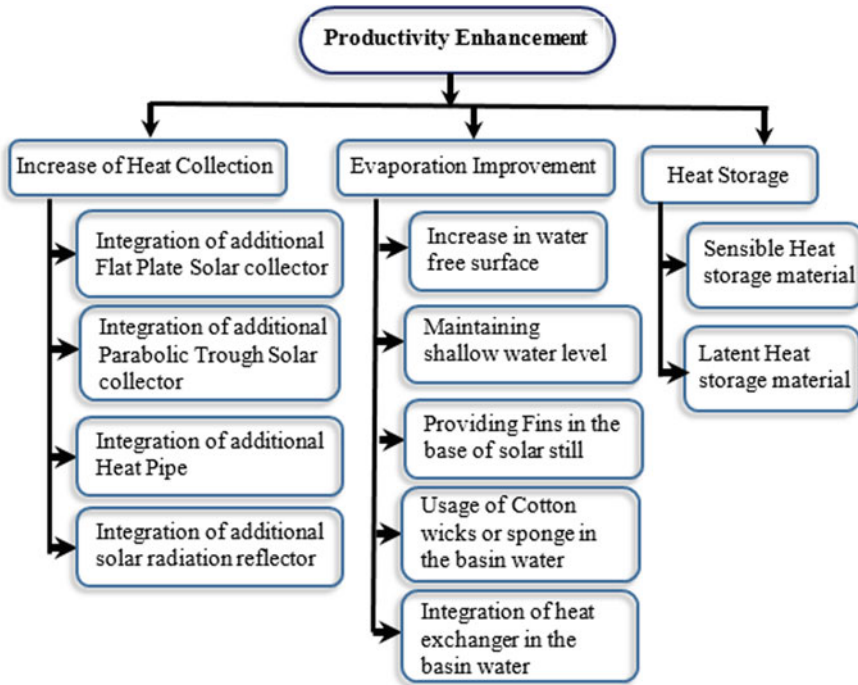 Productivity Enhancement
Increase of Heat Collection
Integration of additional
Flat Plate Solar collector
Integration of additional
Parabolic Trough Solar
collector
Integration of additional
Heat Pipe
Integration of additional
solar radiation reflector
Evaporation Improvement
Increase in water
free surface
Maintaining
shallow water level
Providing Fins in the
base of solar still
Usage of Cotton
wicks or sponge in
the basin water
Integration of heat
exchanger in the
basin water
Heat Storage
Sensible Heat
storage material
Latent Heat
storage material